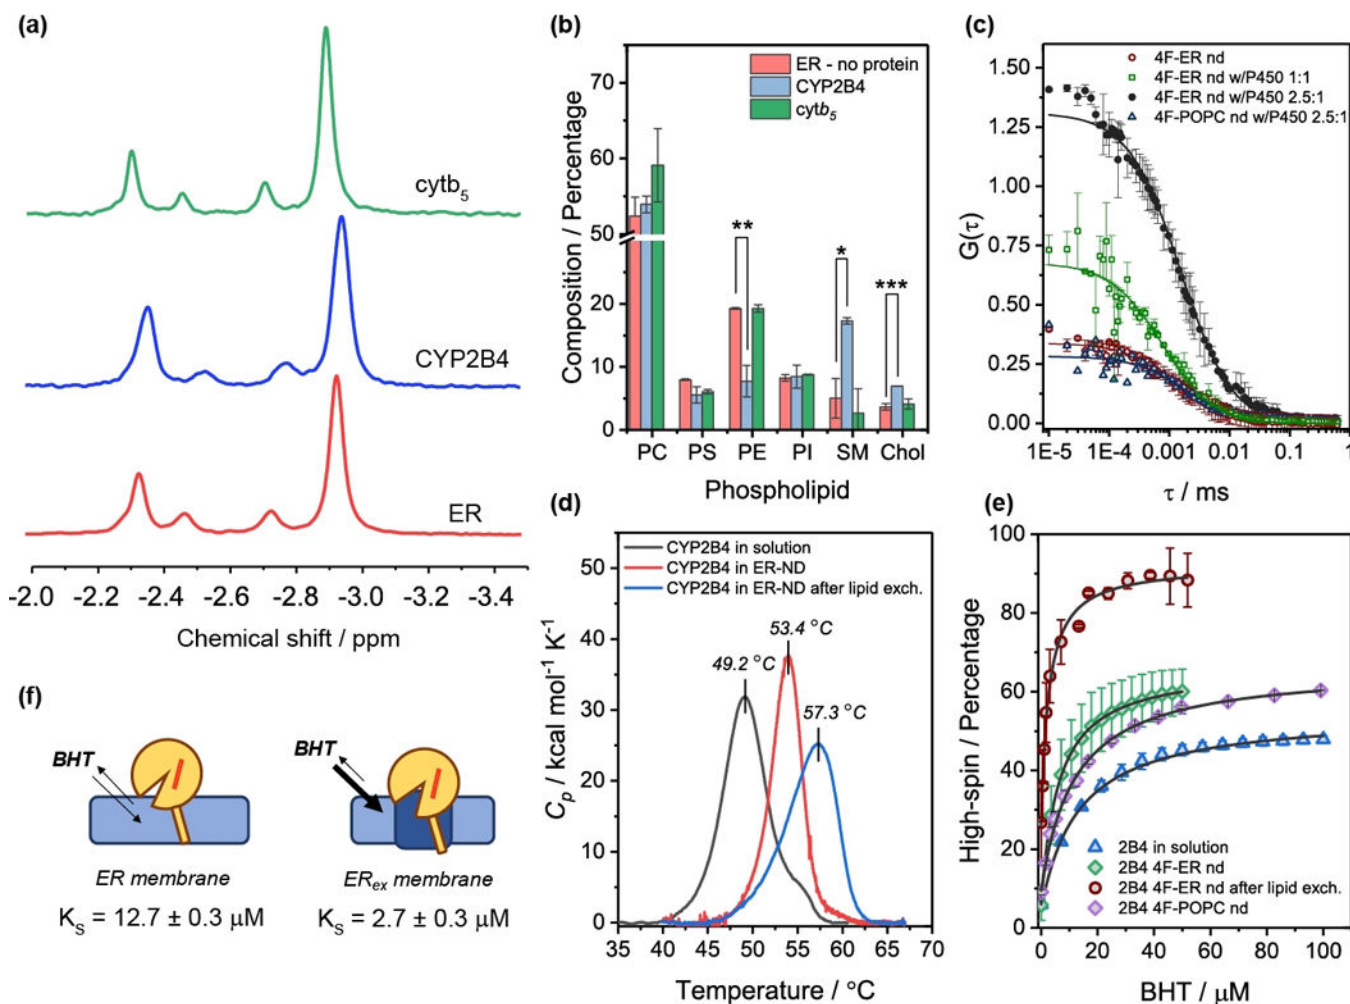 (a)
cytb₅
CYP2B4
ER
-2.0 -2.2 -2.4 -2.6 -2.8 -3.0 -3.2 -3.4
Chemical shift / ppm
(b)
ER - no protein
CYP2B4
cytb₅
70
60
50
20
10
0
Composition / Percentage
**
*
***
PC PS PE PI SM Chol
Phospholipid
(c)
4F-ER nd
4F-ER nd w/P450 1:1
4F-ER nd w/P450 2.5:1
4F-POPC nd w/P450 2.5:1
1.50
1.25
0.75
0.50
0.25
0.00
G(τ)
1E-5 1E-4 0.001 0.01 0.1 1
τ / ms
(d)
CYP2B4 in solution
CYP2B4 in ER-ND
CYP2B4 in ER-ND after lipid exch.
50
40
30
20
10
0
Cₚ / kcal mol⁻¹ K⁻¹
49.2 °C
53.4 °C
57.3 °C
35 40 45 50 55 60 65 70
Temperature / °C
(e)
100
80
60
40
20
0
High-spin / Percentage
2B4 in solution
2B4 4F-ER nd
2B4 4F-ER nd after lipid exch.
2B4 4F-POPC nd
0 20 40 60 80 100
BHT / μM
(f)
BHT
BHT
ER membrane
ERₑₓ membrane
K_S = 12.7 ± 0.3 μM
K_S = 2.7 ± 0.3 μM